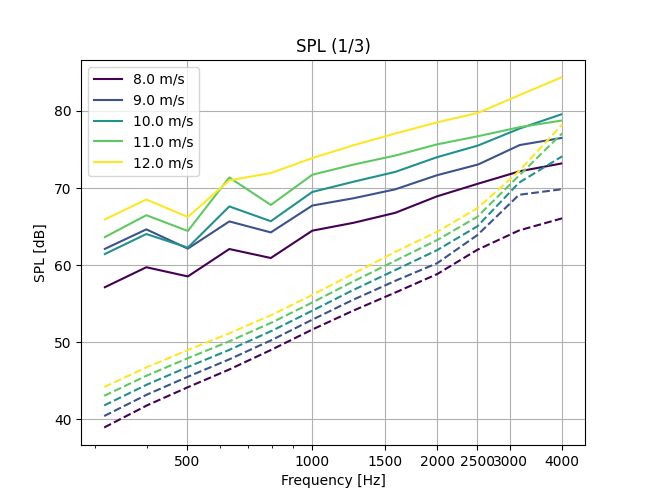 SPL (1/3)
8.0 m/s
9.0 m/s
10.0 m/s
11.0 m/s
12.0 m/s
80
70
60
50
40
SPL [dB]
500 1000 1500 2000 2500 3000 4000
Frequency [Hz]